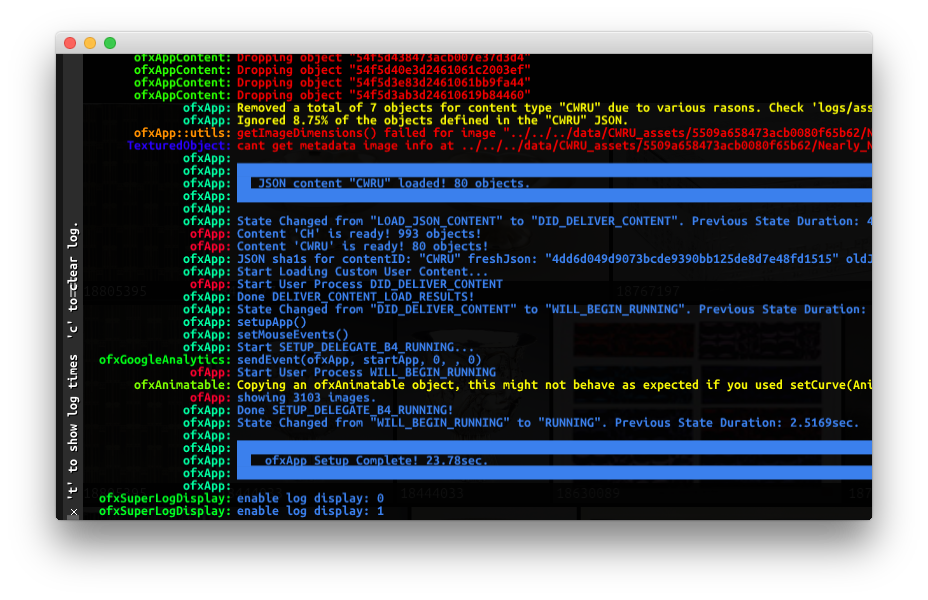 ofxAppContent: Dropping object "54f5d438473acb007e37d3d4"
ofxAppContent: Dropping object "54f5d40e3d2461061c2003ef"
ofxAppContent: Dropping object "54f5d3e83d2461061bb9fa44"
ofxAppContent: Dropping object "54f5d3ab3d24610619b84460"
ofxApp: Removed a total of 7 objects for content type "CWRU" due to various rasons. Check 'logs/ass
ofxApp: Ignored 8.75% of the objects defined in the "CWRU" JSON.
ofxApp::utils: getImageDimensions() failed for image "../../../data/CWRU_assets/5509a658473acb0080f65b62/N
TexturedObject: cant get metadata image info at ../../../data/CWRU_assets/5509a658473acb0080f65b62/Nearly_N
ofxApp:
ofxApp:
ofxApp: JSON content "CWRU" loaded! 80 objects.
ofxApp:
ofxApp:
ofxApp: State Changed from "LOAD_JSON_CONTENT" to "DID_DELIVER_CONTENT". Previous State Duration: 4
ofApp: Content 'CH' is ready! 993 objects!
ofApp: Content 'CWRU' is ready! 80 objects!
ofxApp: JSON sha1s for contentID: "CWRU" freshJson: "4dd6d049d9073bcde9390bb125de8d7e48fd1515" oldJ
ofxApp: Start Loading Custom User Content...
ofApp: Start User Process DID_DELIVER_CONTENT
ofxApp: Done DELIVER_CONTENT_LOAD_RESULTS!
ofxApp: State Changed from "DID_DELIVER_CONTENT" to "WILL_BEGIN_RUNNING". Previous State Duration:
ofxApp: setupApp()
ofxApp: setMouseEvents()
ofxApp: Start SETUP_DELEGATE_B4_RUNNING...
ofxGoogleAnalytics: sendEvent(ofxApp, startApp, 0, , 0)
ofApp: Start User Process WILL_BEGIN_RUNNING
ofxAnimatable: Copying an ofxAnimatable object, this might not behave as expected if you used setCurve(Ani
ofApp: showing 3103 images.
ofxApp: Done SETUP_DELEGATE_B4_RUNNING!
ofxApp: State Changed from "WILL_BEGIN_RUNNING" to "RUNNING". Previous State Duration: 2.5169sec.
ofxApp:
ofxApp:
ofxApp: ofxApp Setup Complete! 23.78sec.
ofxApp:
ofxApp:
ofxSuperLogDisplay: enable log display: 0
ofxSuperLogDisplay: enable log display: 1
× 't' to show log times 'c' to clear log.
18805395
18767197
18444033
18630889